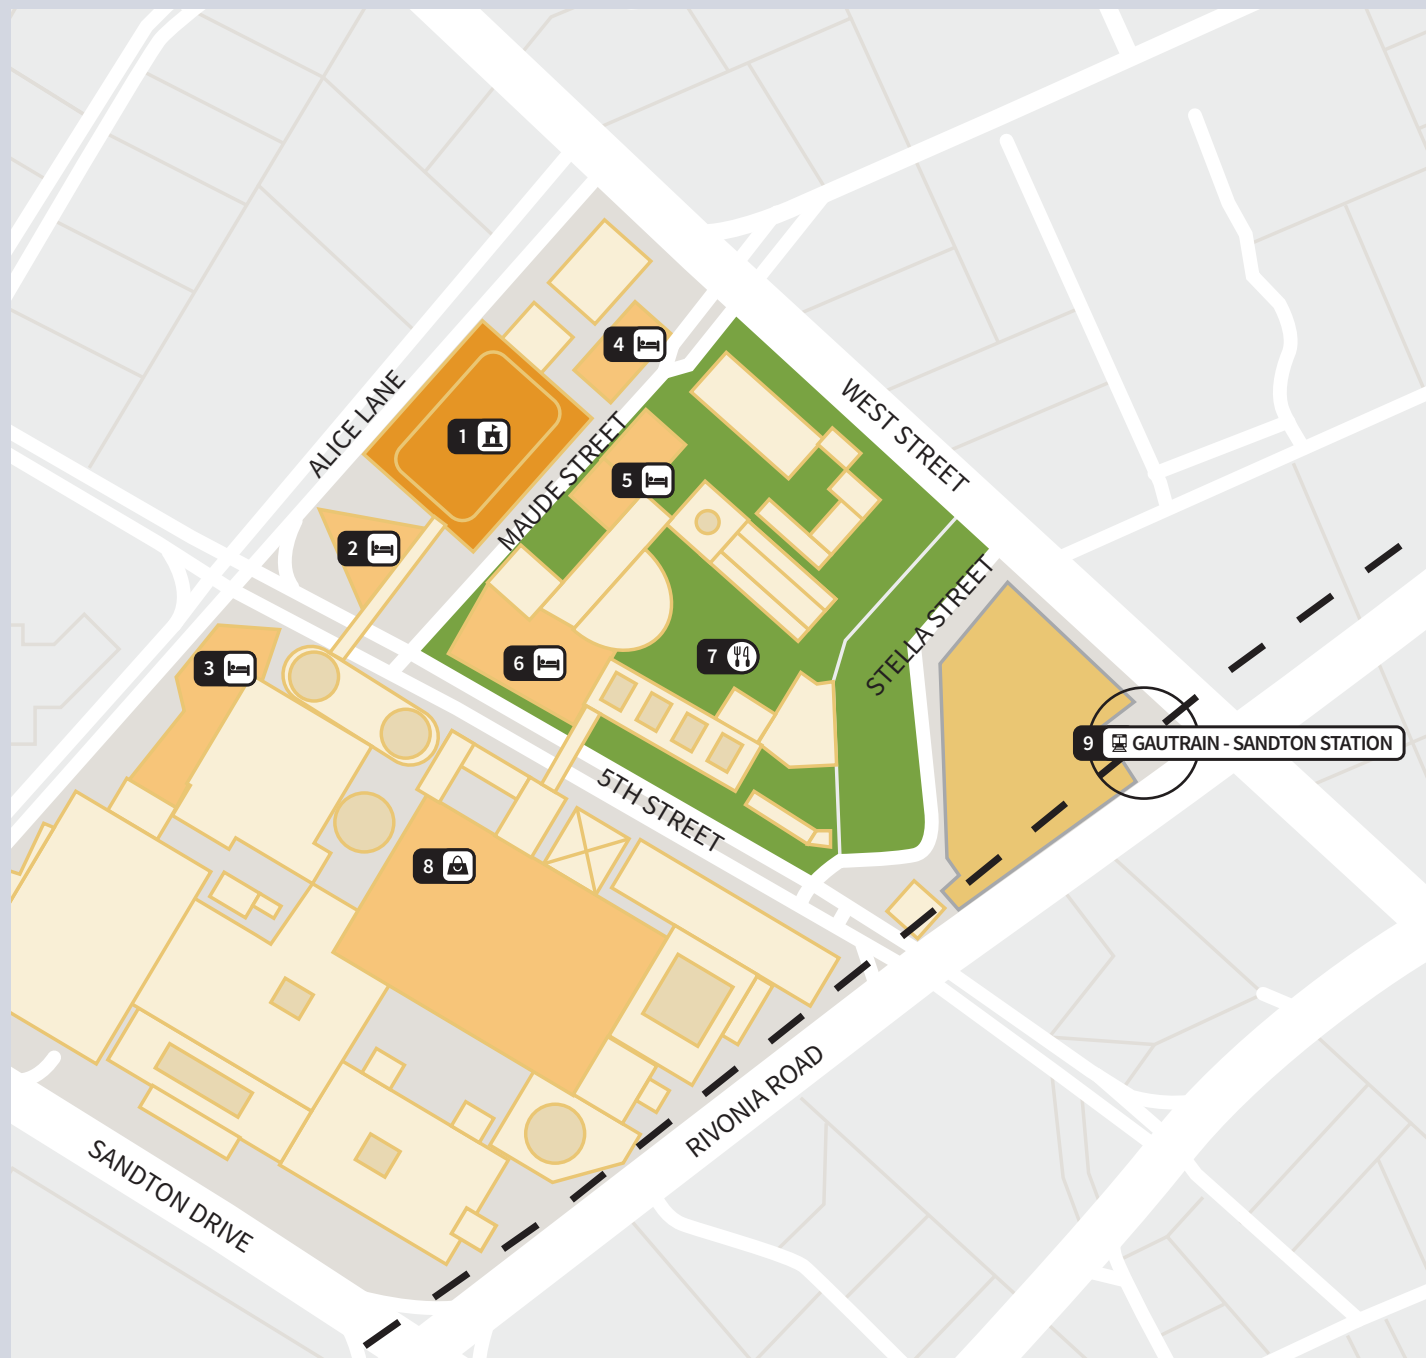 ALICE LANE
WEST STREET
4
1
MAUDE STREET
5
2
STELLA STREET
3
6
7
9 GAUTRAIN - SANDTON STATION
5TH STREET
8
RIVONIA ROAD
SANDTON DRIVE